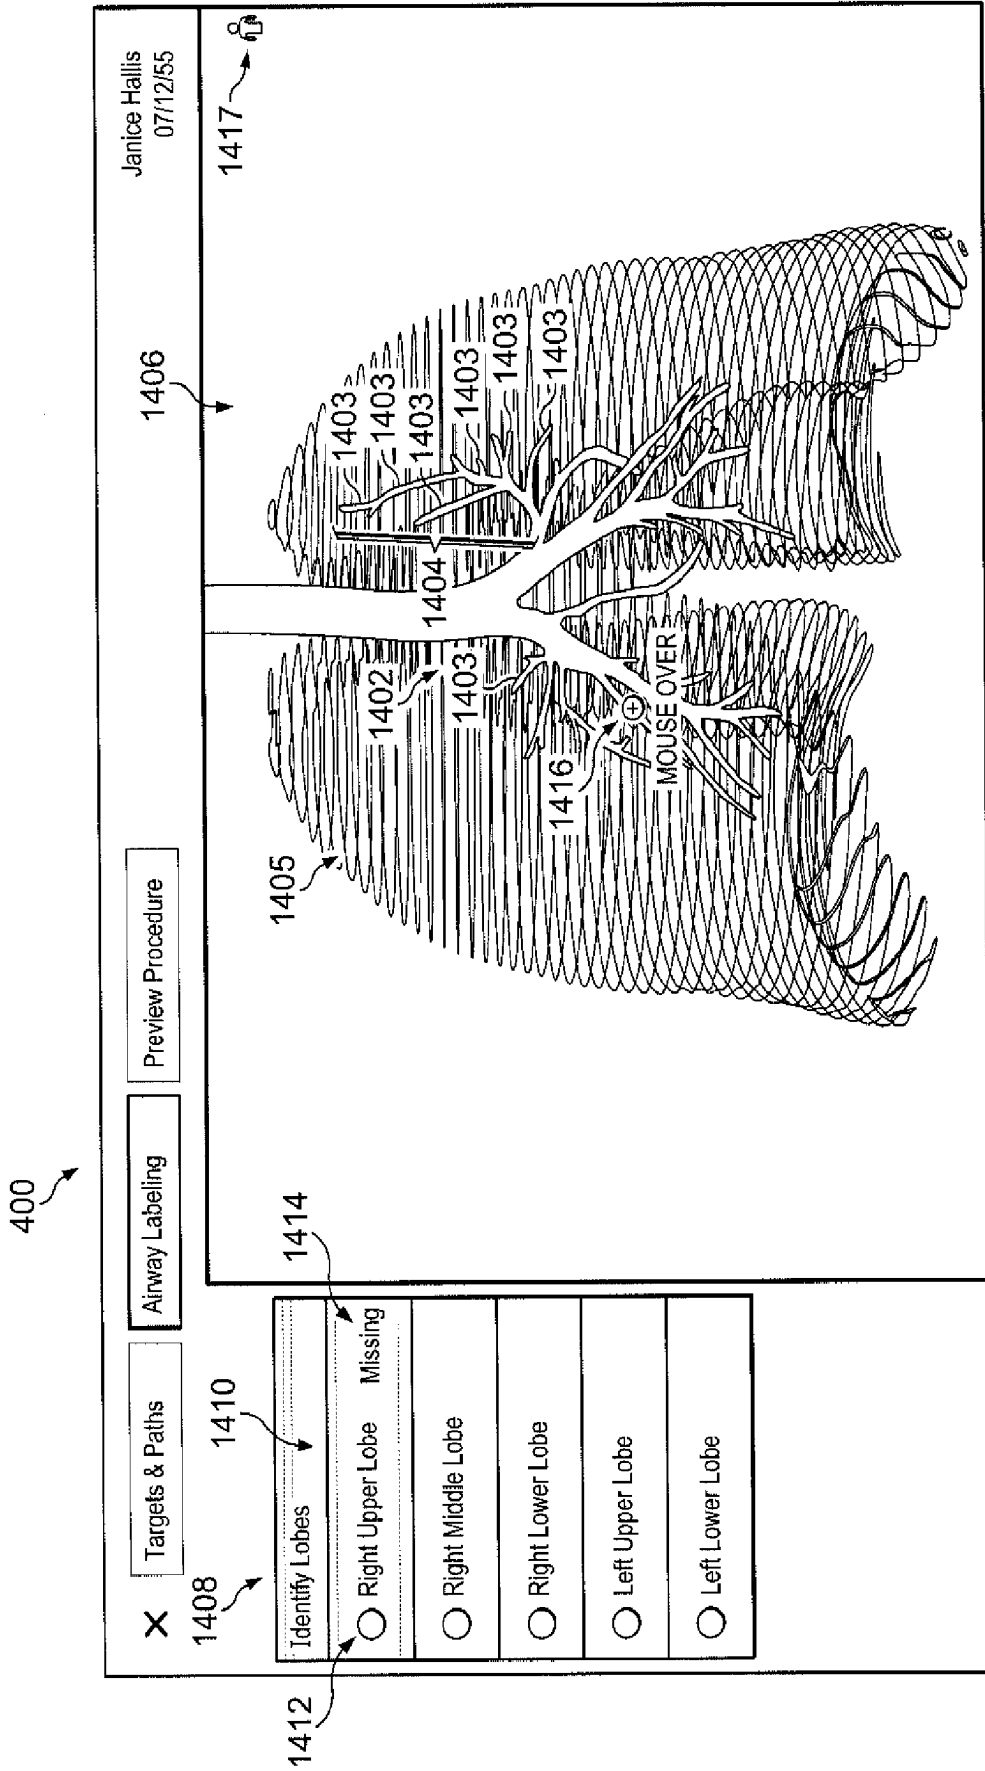 400
X
Targets & Paths
Airway Labeling
Preview Procedure
Janice Hallis
07/12/55
1408
1410
1414
1412
Identify Lobes
Right Upper Lobe Missing
Right Middle Lobe
Right Lower Lobe
Left Upper Lobe
Left Lower Lobe
1406
1417
1405
1402
1403
1404
1403
1403
1403
1403
1403
1403
1416
MOUSE OVER